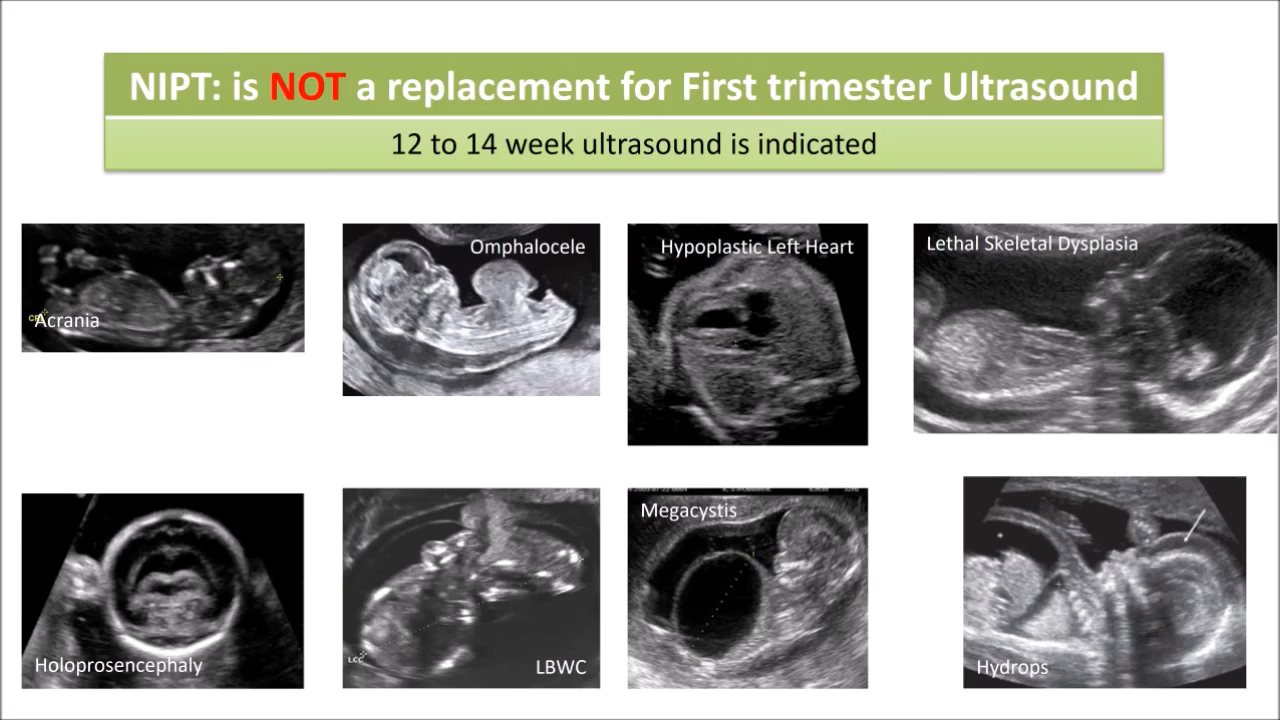 NIPT: is NOT a replacement for First trimester Ultrasound
12 to 14 week ultrasound is indicated
Acrania
Omphalocele
Hypoplastic Left Heart
Lethal Skeletal Dysplasia
Holoprosencephaly
LBWC
Megacystis
Hydrops